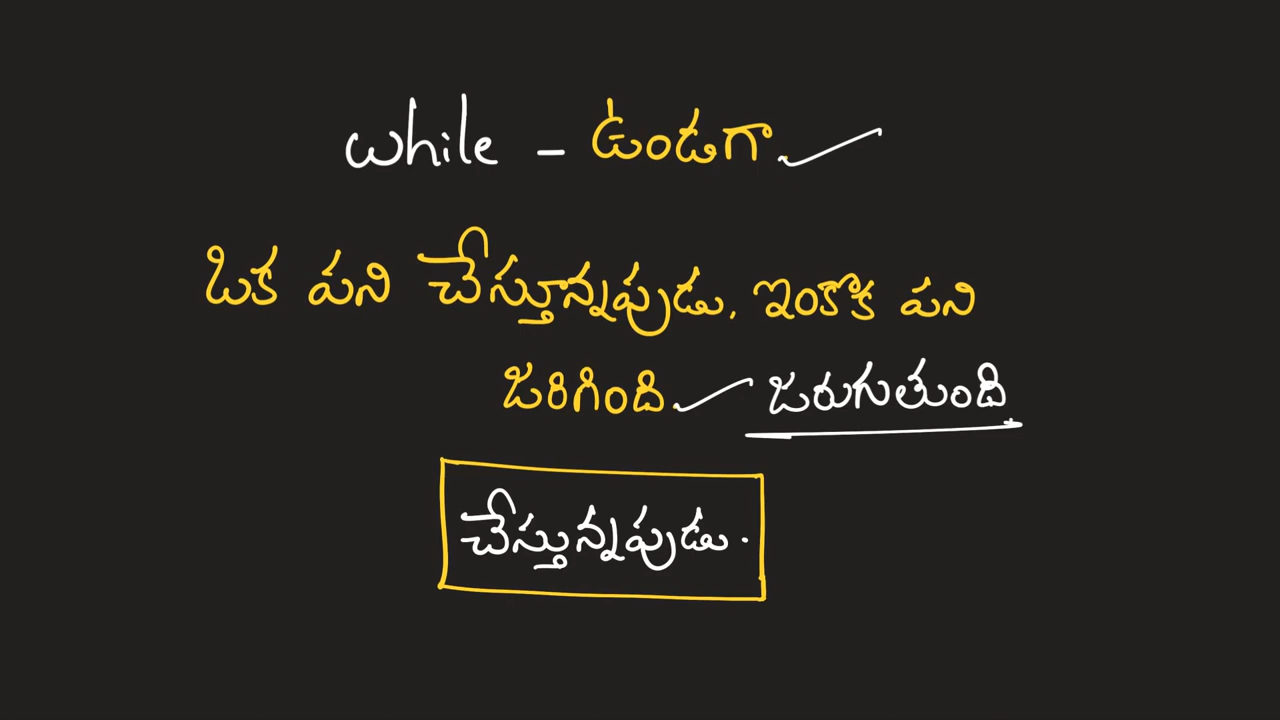 while - ఉండగా
ఒక పని చేస్తూన్నపుడు, ఇంకొక పని
జరిగింది జరుగుతుంది
చేస్తున్నపుడు.